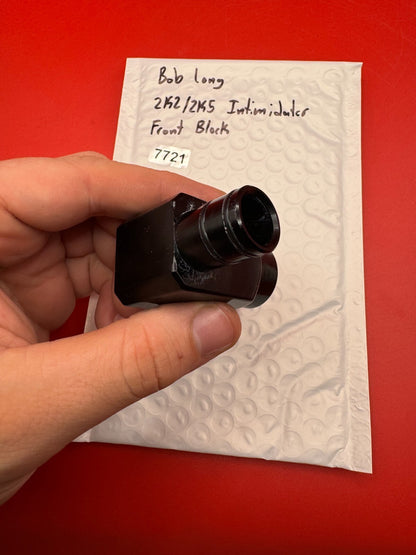 Bob Long
2K2/2K5 Intimidator
Front Block
7721